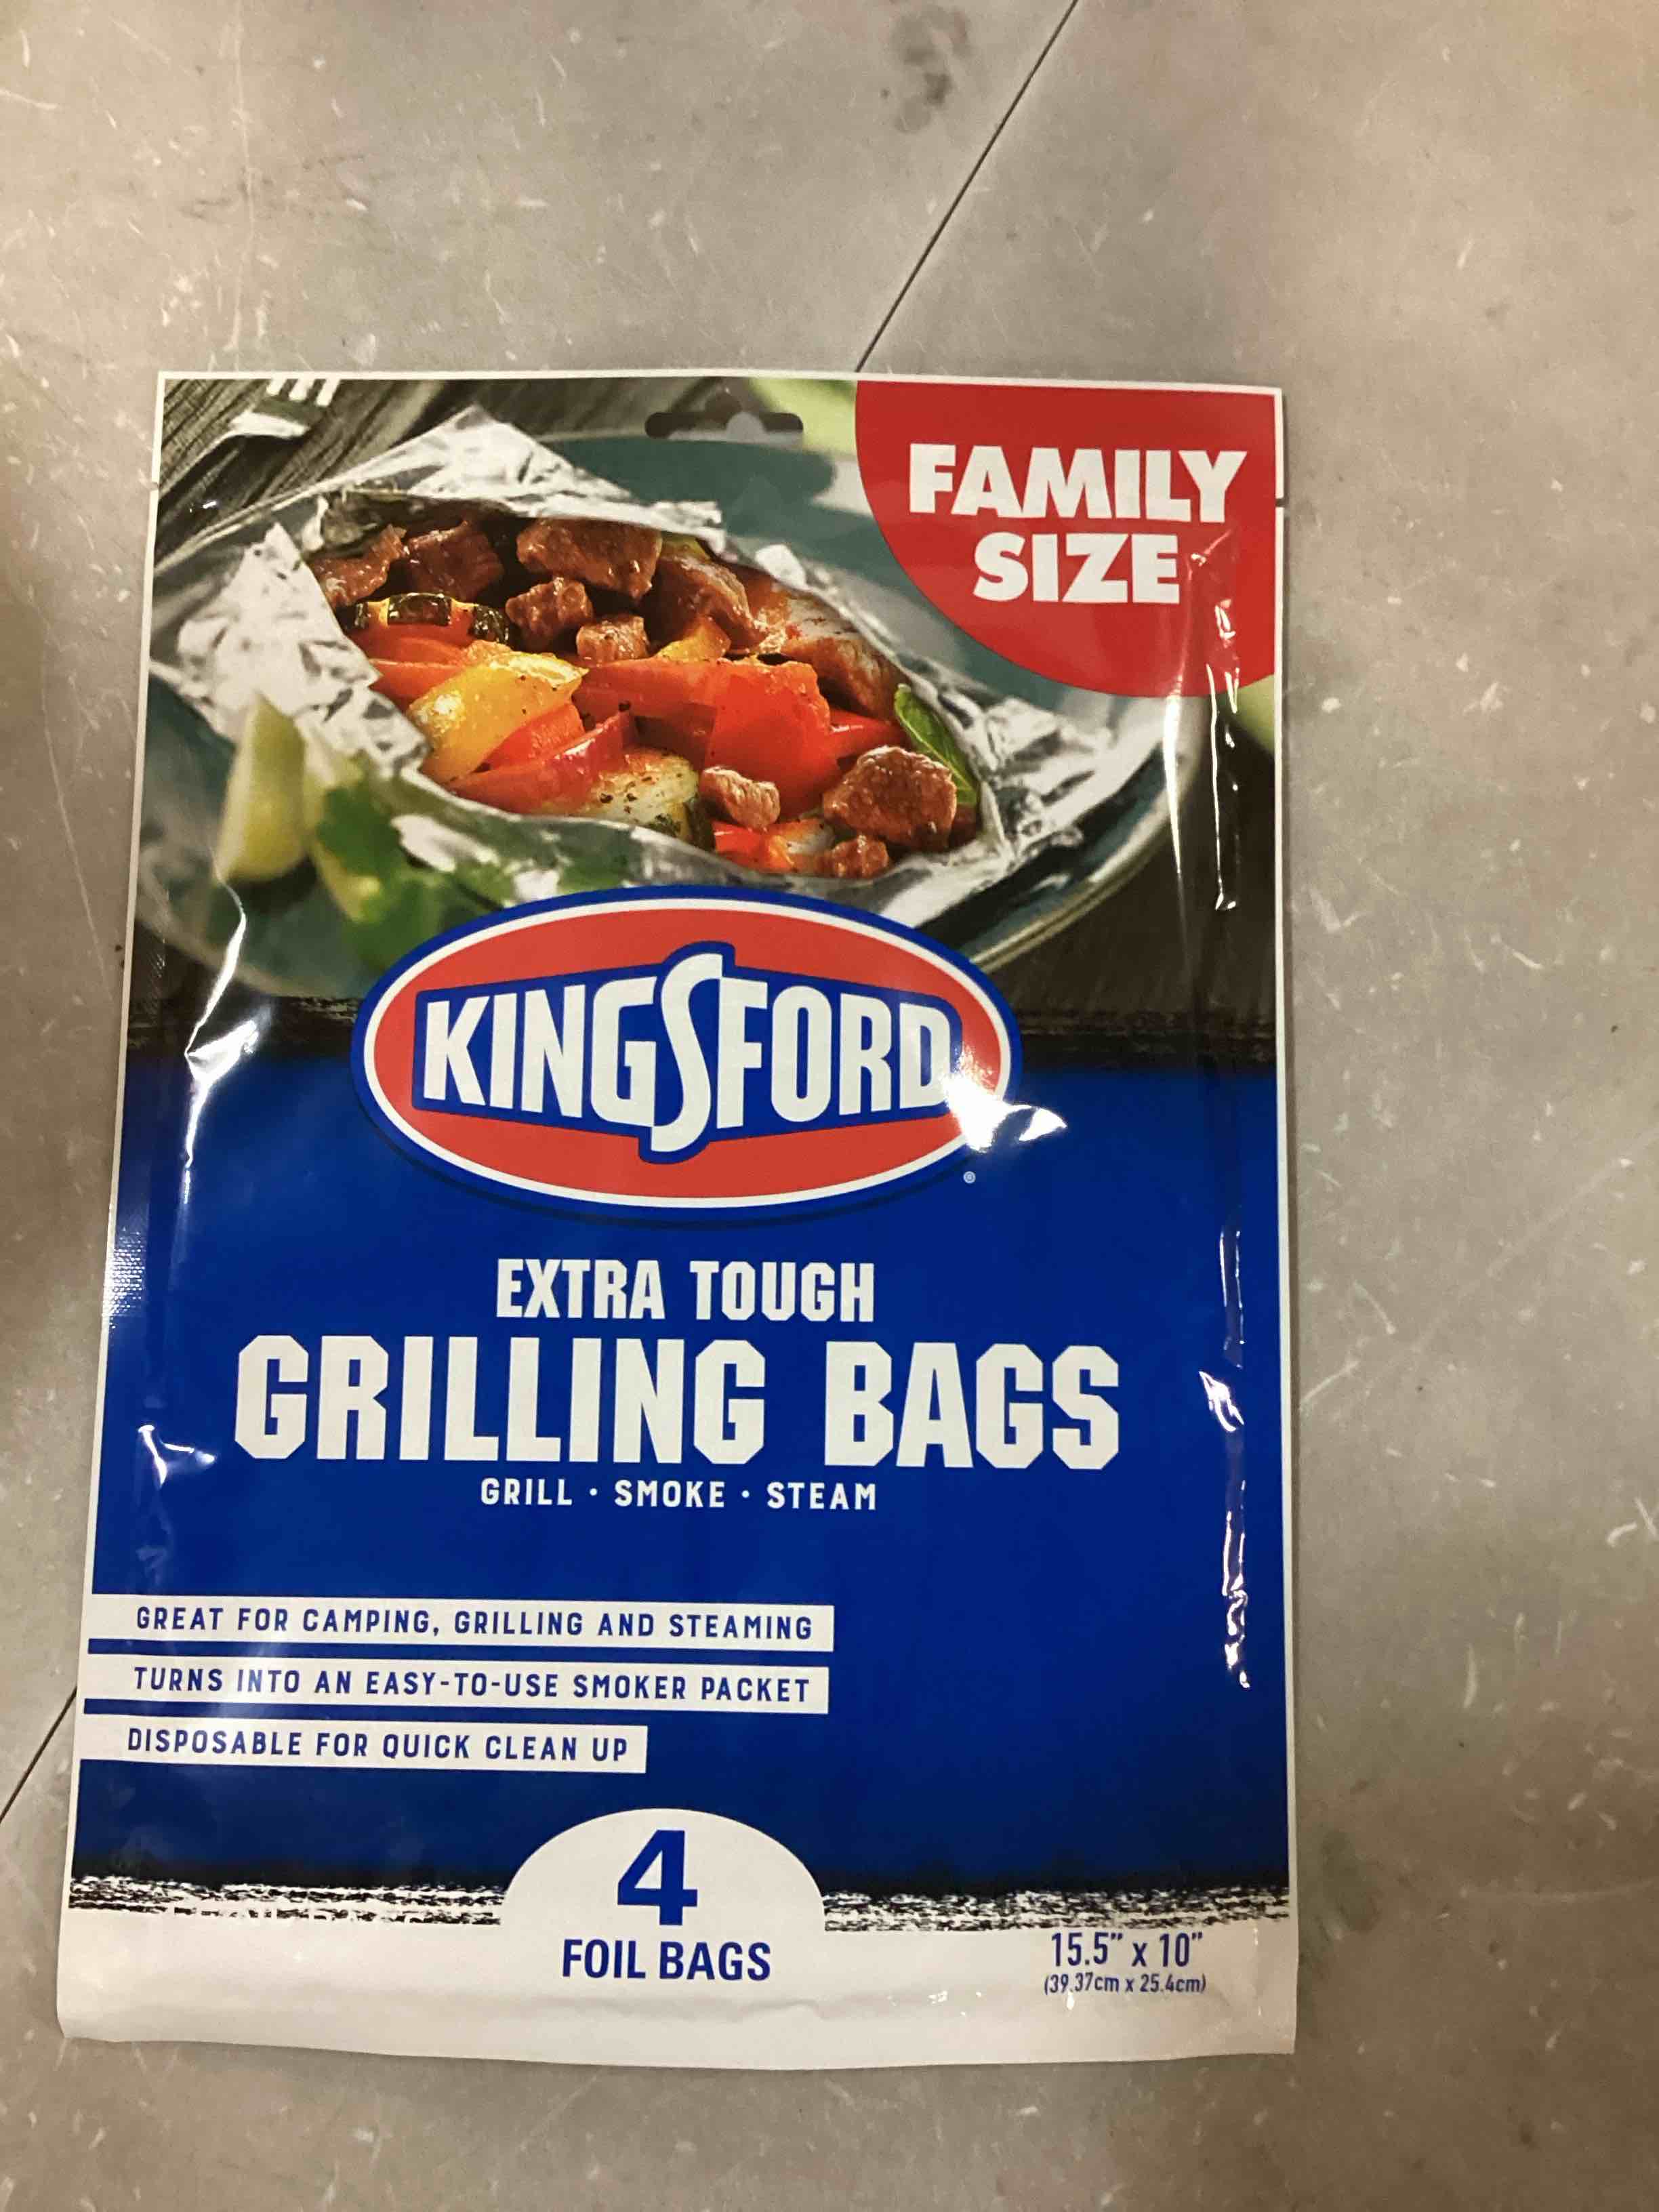 FAMILY
SIZE
KINGSFORD
®
EXTRA TOUGH
GRILLING BAGS
GRILL • SMOKE • STEAM
GREAT FOR CAMPING, GRILLING AND STEAMING
TURNS INTO AN EASY-TO-USE SMOKER PACKET
DISPOSABLE FOR QUICK CLEAN UP
4
FOIL BAGS
15.5" x 10"
(39.37cm x 25.4cm)